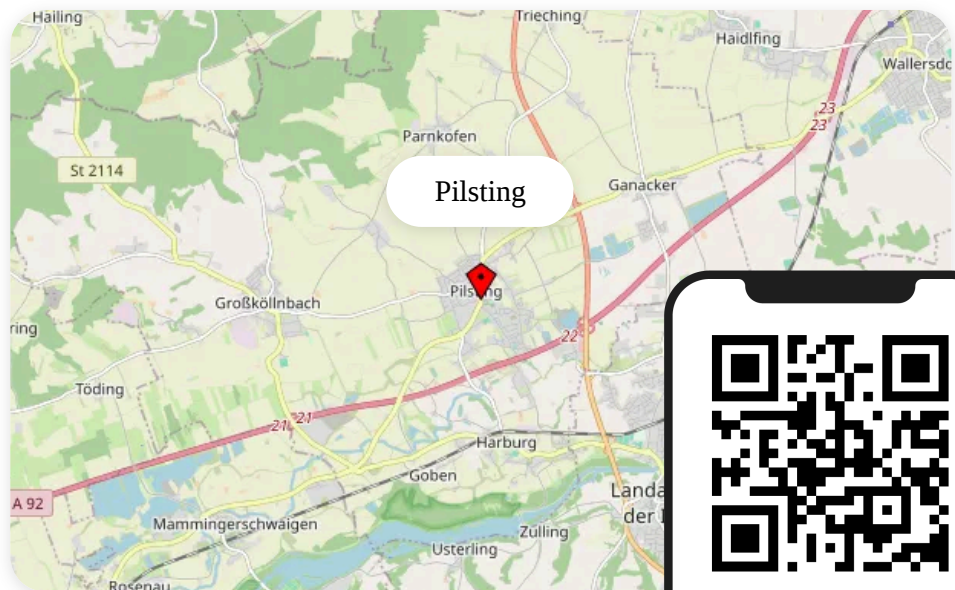 Hailing
Trieching
Haidlfing
Wallersdo
23
23
Parnkofen
St 2114
Pilsting
Ganacker
Pilsting
Großköllnbach
ring
22
Töding
21
21
Harburg
Goben
A 92
Landa
der I
Mammingerschwaigen
Zulling
Usterling
Rosenau